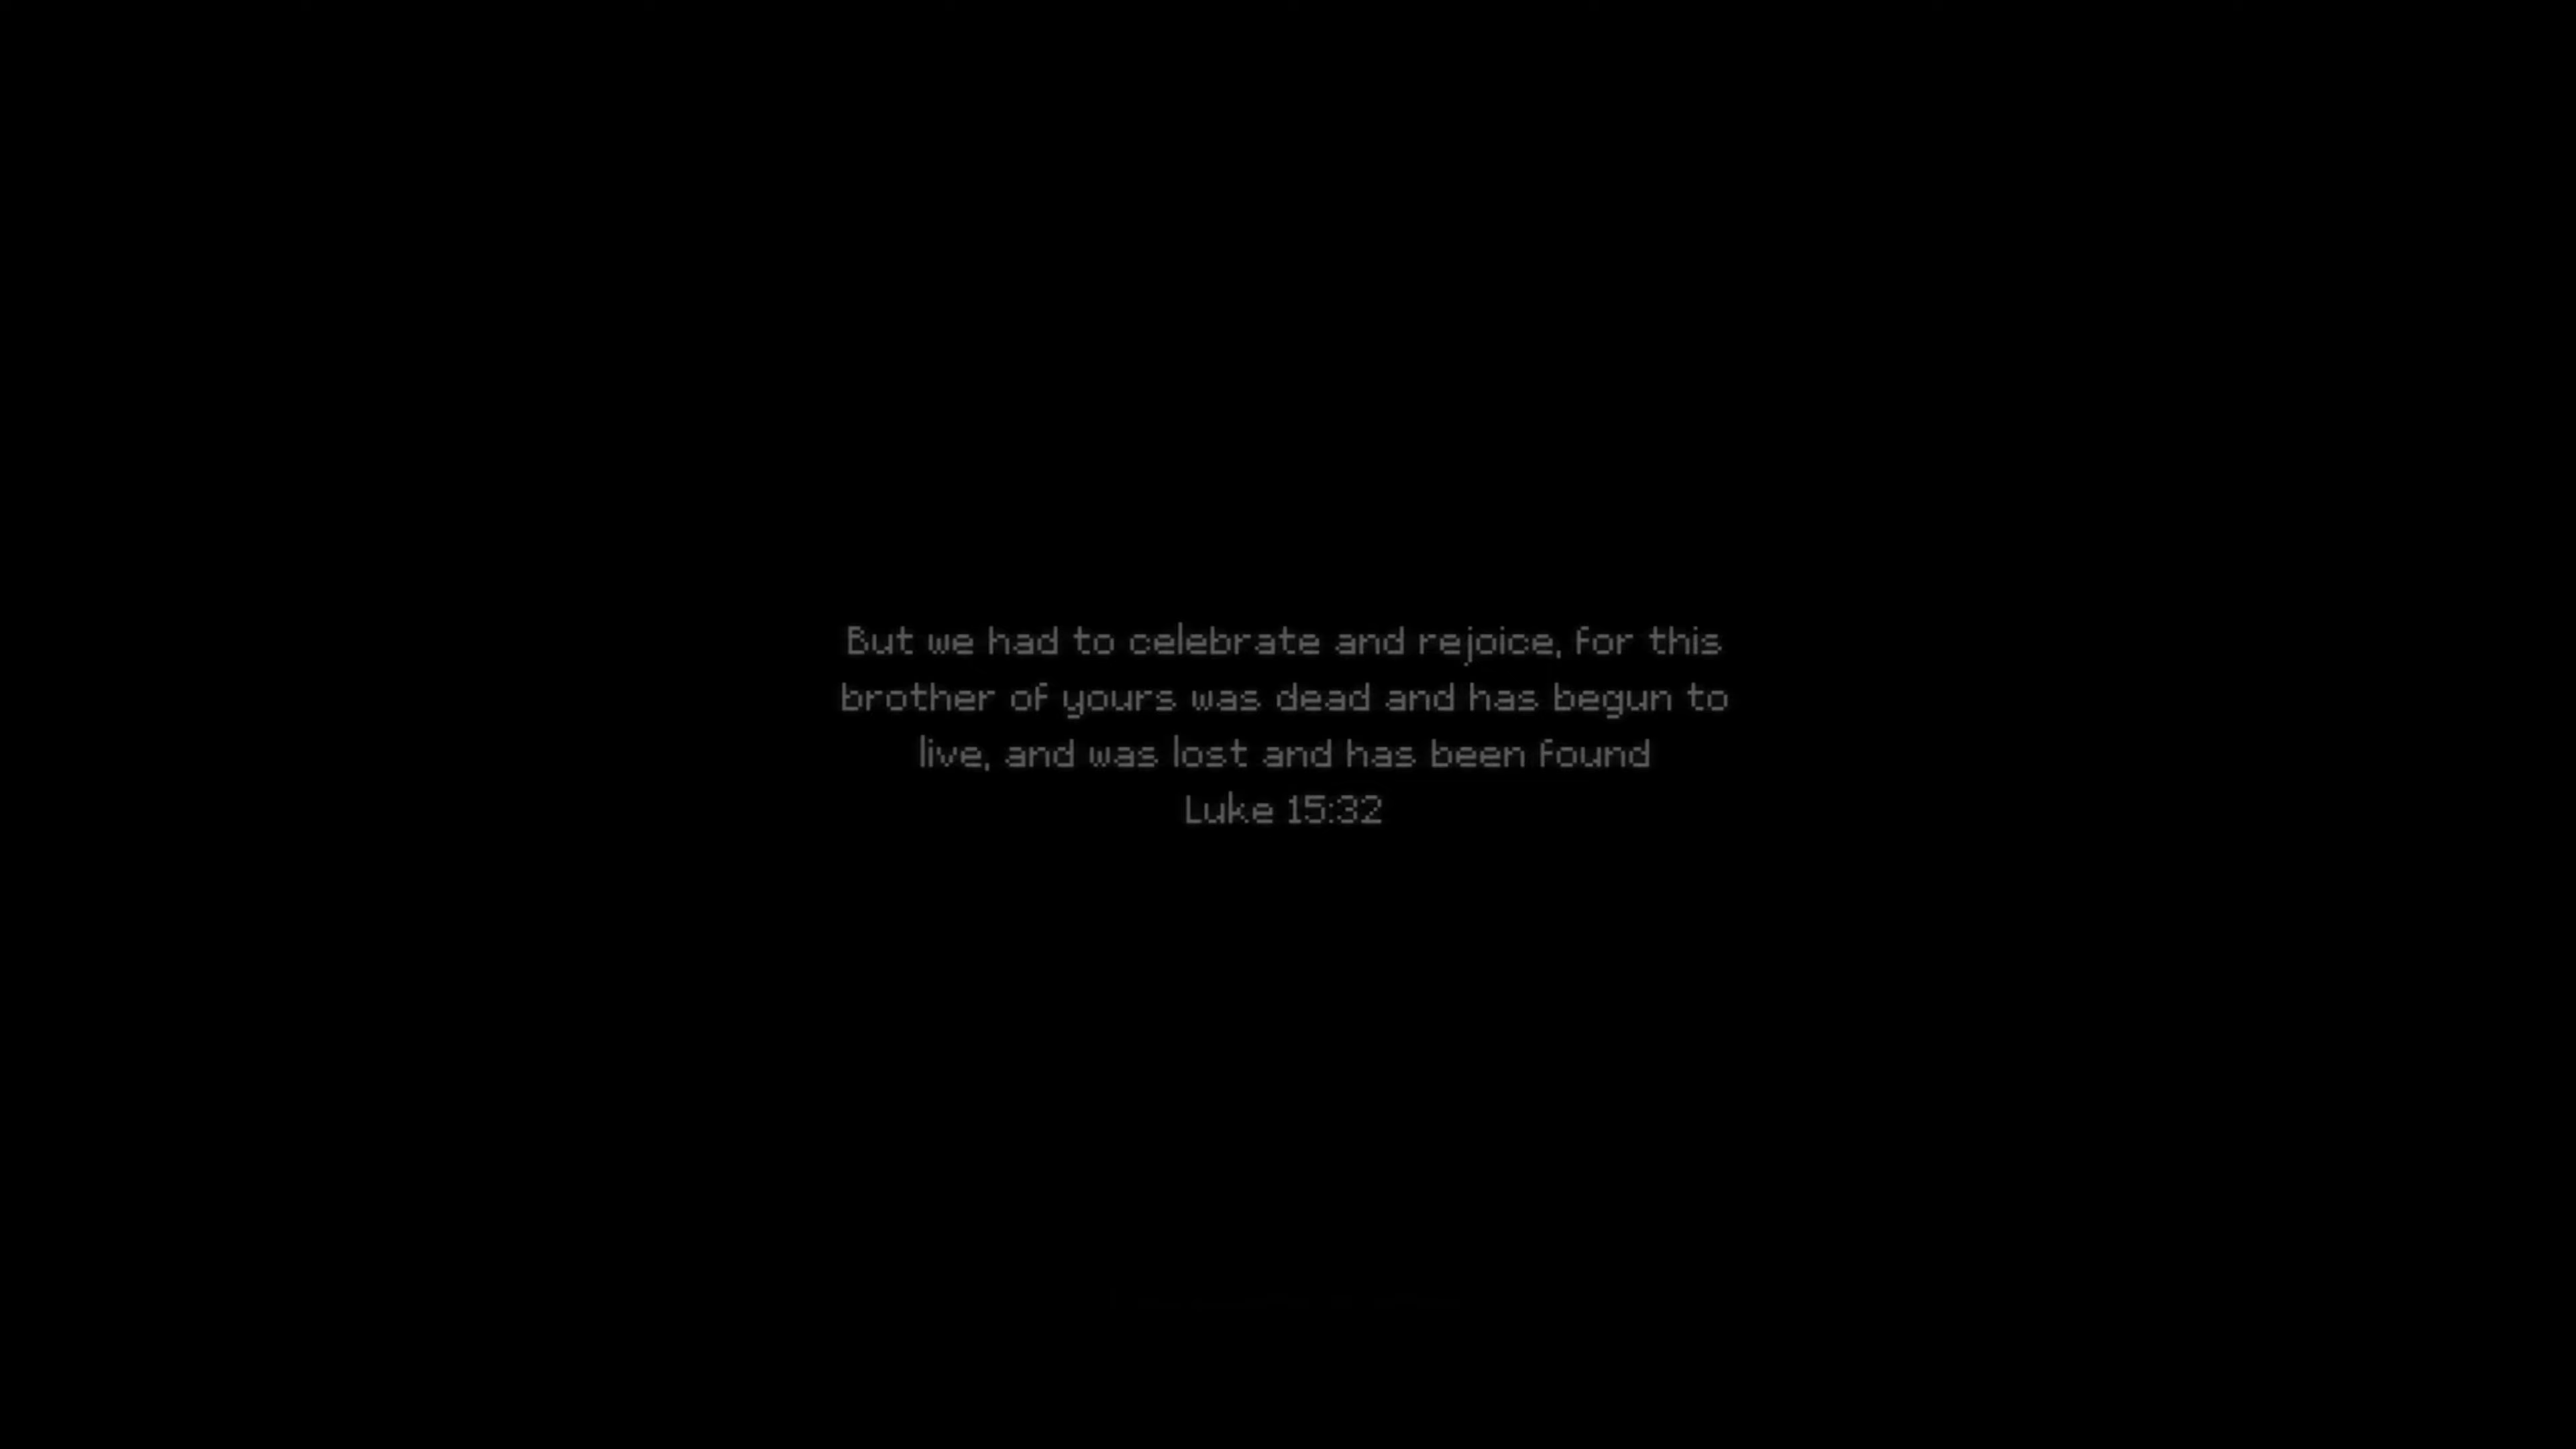 But we had to celebrate and rejoice, for this
brother of yours was dead and has begun to
live, and was lost and has been found
Luke 15:32